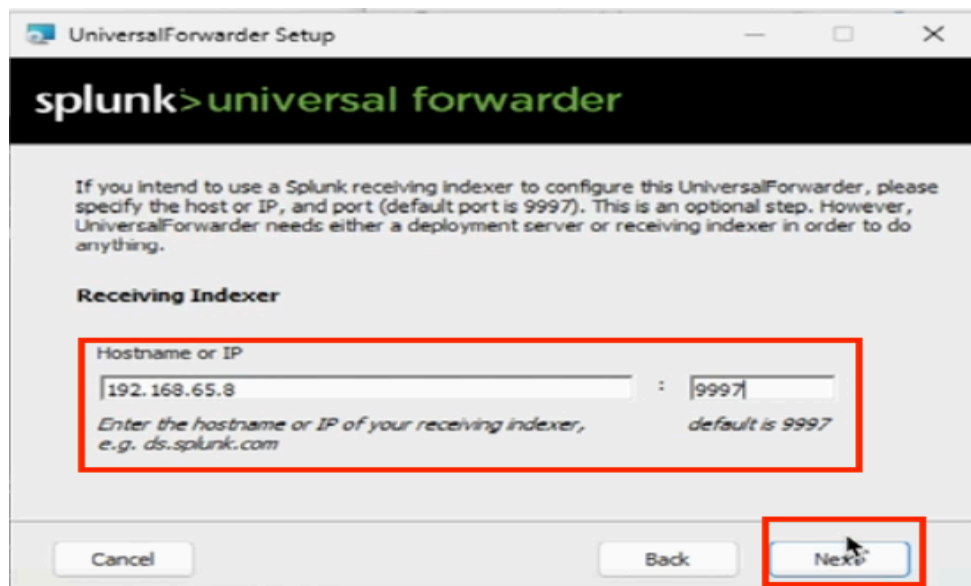 UniversalForwarder Setup
splunk>universal forwarder
If you intend to use a Splunk receiving indexer to configure this UniversalForwarder, please
specify the host or IP, and port (default port is 9997). This is an optional step. However,
UniversalForwarder needs either a deployment server or receiving indexer in order to do
anything.
Receiving Indexer
Hostname or IP
192.168.65.8 : 9997
Enter the hostname or IP of your receiving indexer, default is 9997
e.g. ds.splunk.com
Cancel Back Next